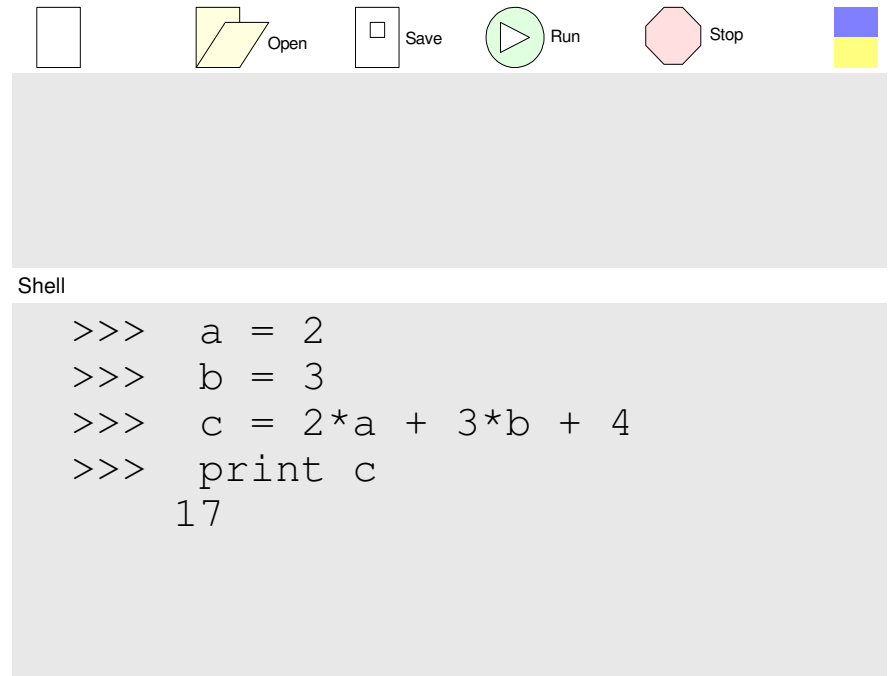 Open Save Run Stop
Shell
>>> a = 2
>>> b = 3
>>> c = 2*a + 3*b + 4
>>> print c
17